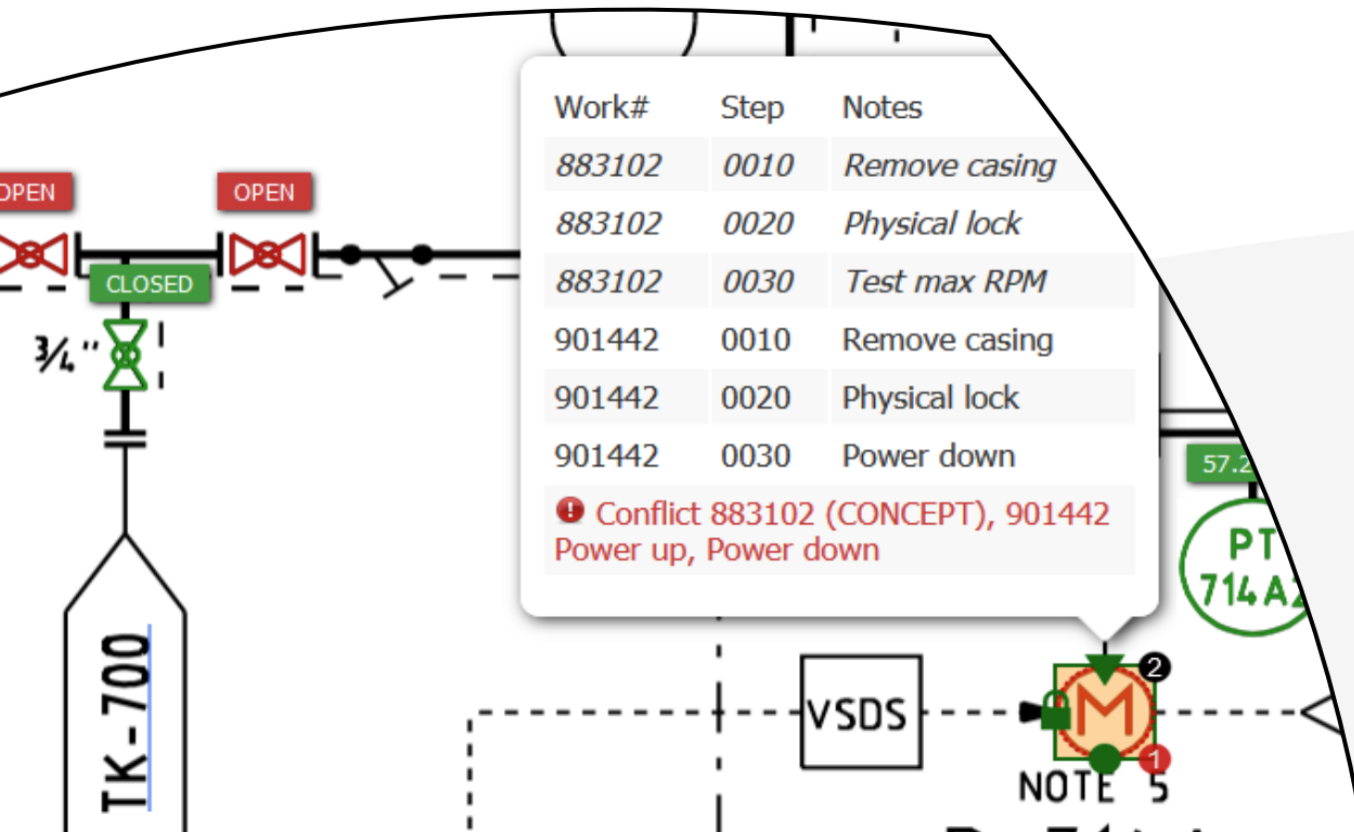 Work# Step Notes
883102 0010 Remove casing
883102 0020 Physical lock
883102 0030 Test max RPM
901442 0010 Remove casing
901442 0020 Physical lock
901442 0030 Power down
Conflict 883102 (CONCEPT), 901442
Power up, Power down
OPEN
OPEN
CLOSED
3/4"
TK-700
57.2
PT
714A2
VSDS
M
2
1
NOTE 5